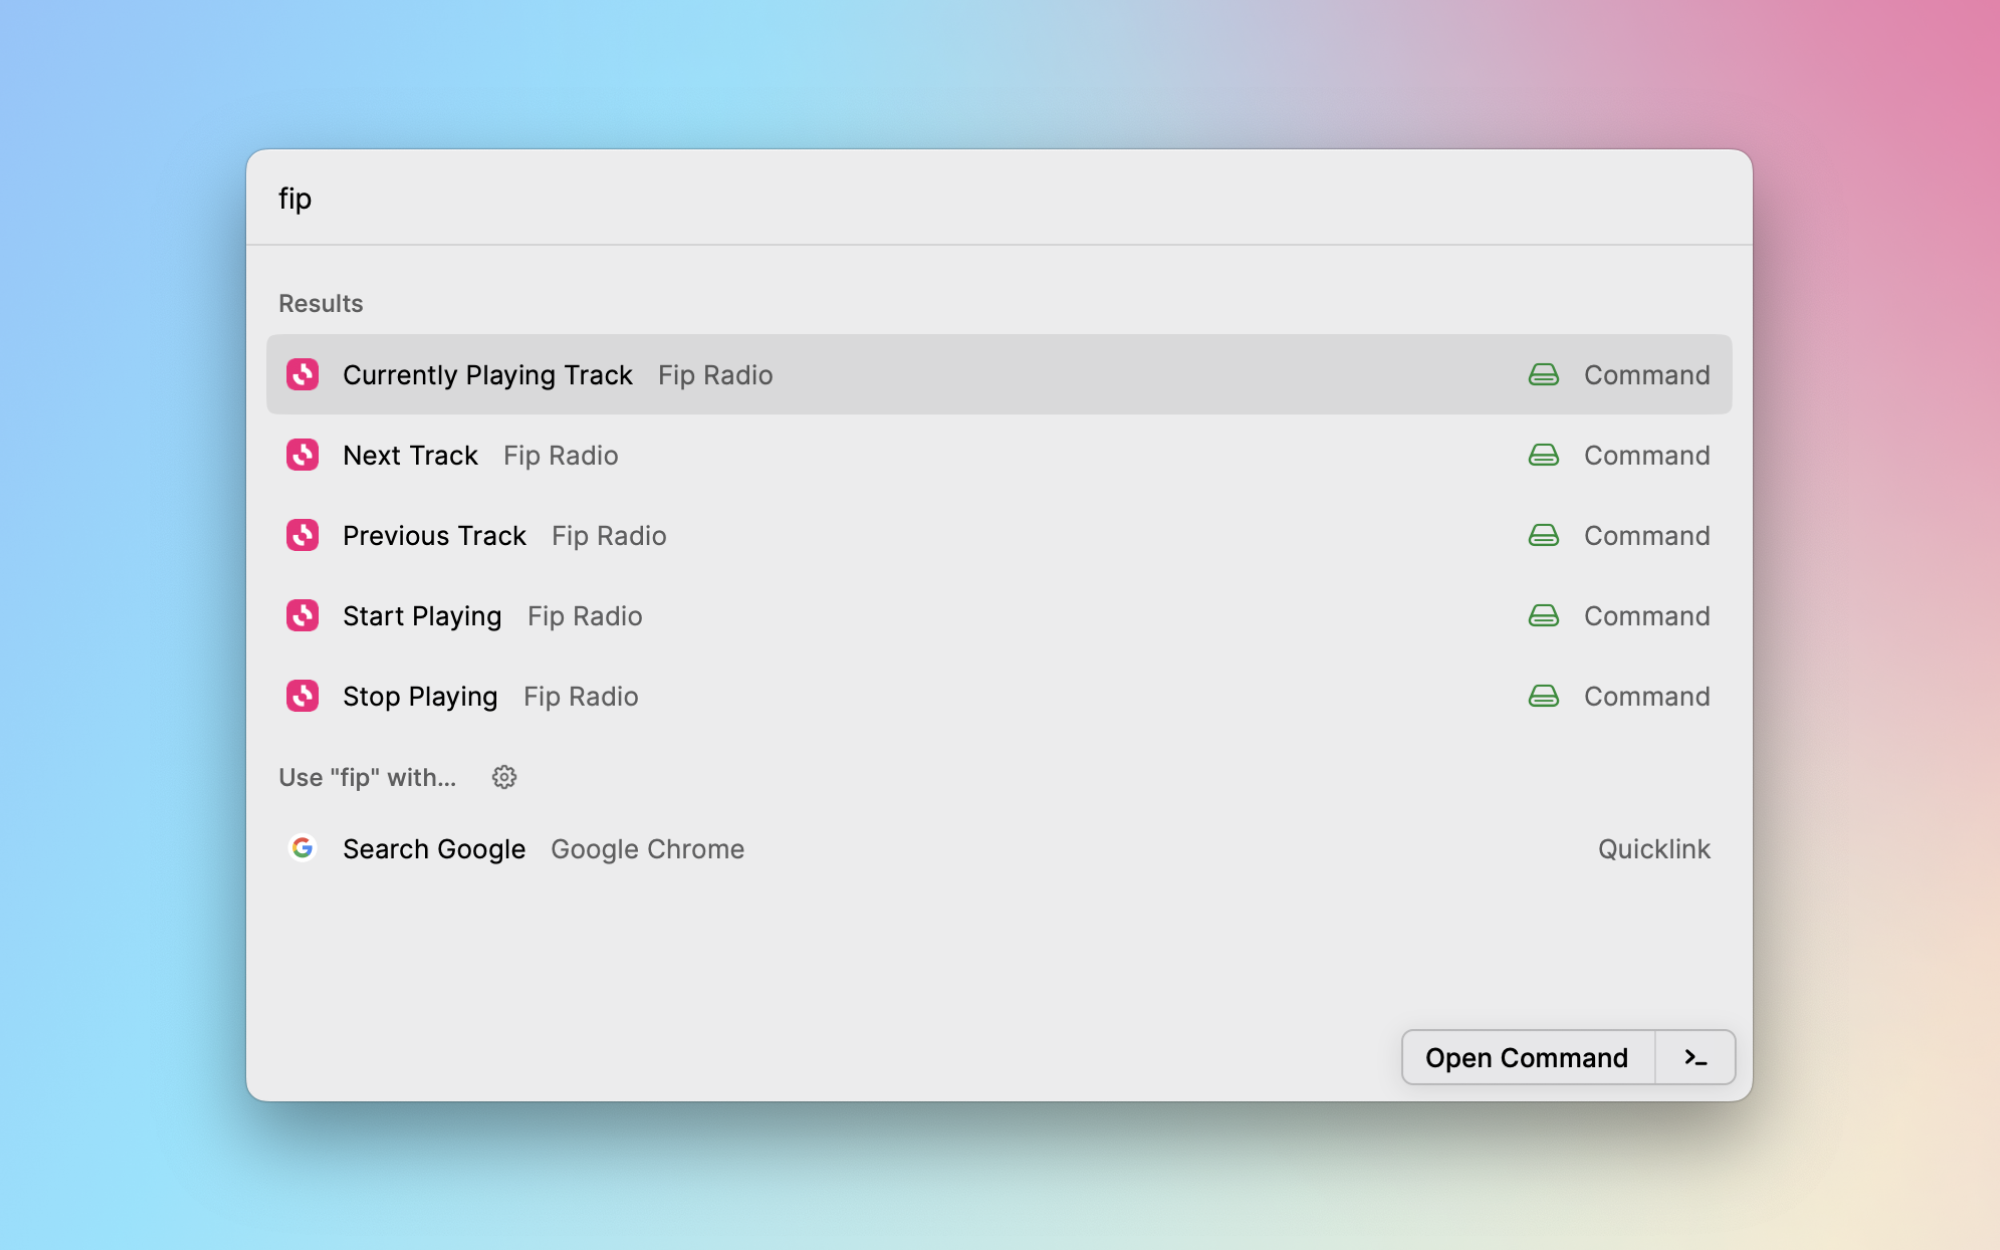 fip
Results
Currently Playing Track Fip Radio Command
Next Track Fip Radio Command
Previous Track Fip Radio Command
Start Playing Fip Radio Command
Stop Playing Fip Radio Command
Use "fip" with...
Search Google Google Chrome Quicklink
Open Command